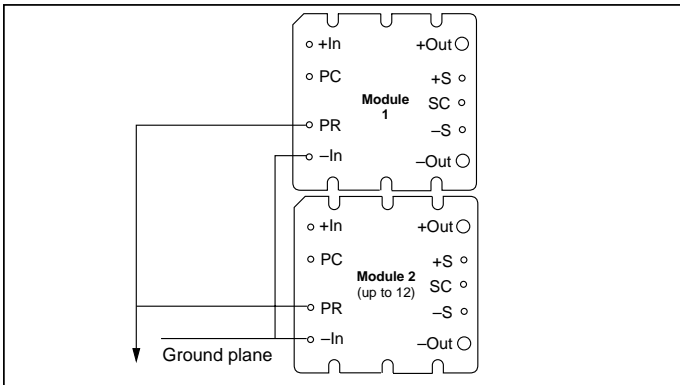 +In +Out
PC +S
Module
1
SC
PR –S
–In –Out
+In +Out
PC +S
Module 2
(up to 12)
SC
PR –S
–In –Out
Ground plane